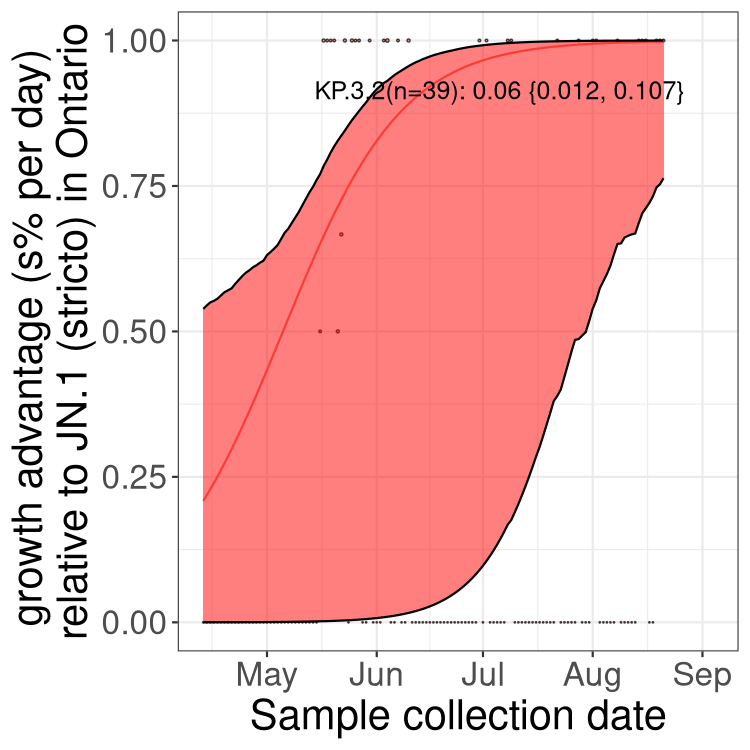 growth advantage (s% per day)
relative to JN.1 (stricto) in Ontario
1.00
0.75
0.50
0.25
0.00
KP.3.2(n=39): 0.06 {0.012, 0.107}
May Jun Jul Aug Sep
Sample collection date